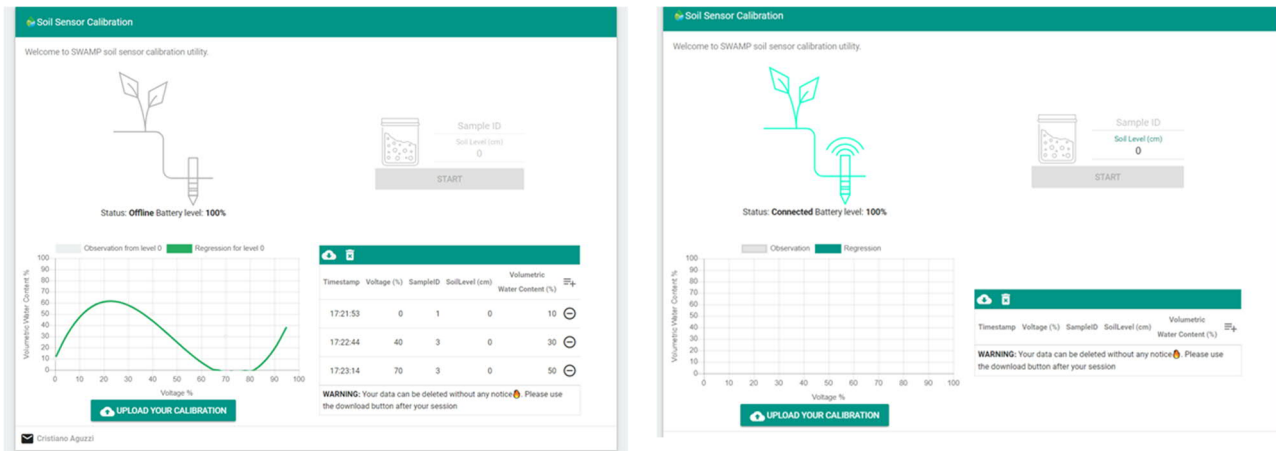 Soil Sensor Calibration
Welcome to SWAMP soil sensor calibration utility.
Sample ID
Soil Level (cm)
0
START
Status: Offline Battery level: 100%
Observation from level 0 Regression for level 0
Volumetric Water Content %
100
90
80
70
60
50
40
30
20
10
0
0 10 20 30 40 50 60 70 80 90 100
Voltage %
UPLOAD YOUR CALIBRATION
Timestamp Voltage (%) SampleID SoilLevel (cm) Volumetric Water Content (%)
17:21:53 0 1 0 10
17:22:44 40 3 0 30
17:23:14 70 3 0 50
WARNING: Your data can be deleted without any notice🔥. Please use
the download button after your session
Cristiano Aguzzi
Soil Sensor Calibration
Welcome to SWAMP soil sensor calibration utility.
Sample ID
Soil Level (cm)
0
START
Status: Connected Battery level: 100%
Observation Regression
Volumetric Water Content %
100
90
80
70
60
50
40
30
20
10
0
0 10 20 30 40 50 60 70 80 90 100
Voltage %
UPLOAD YOUR CALIBRATION
Timestamp Voltage (%) SampleID SoilLevel (cm) Volumetric Water Content (%)
WARNING: Your data can be deleted without any notice🔥. Please use
the download button after your session